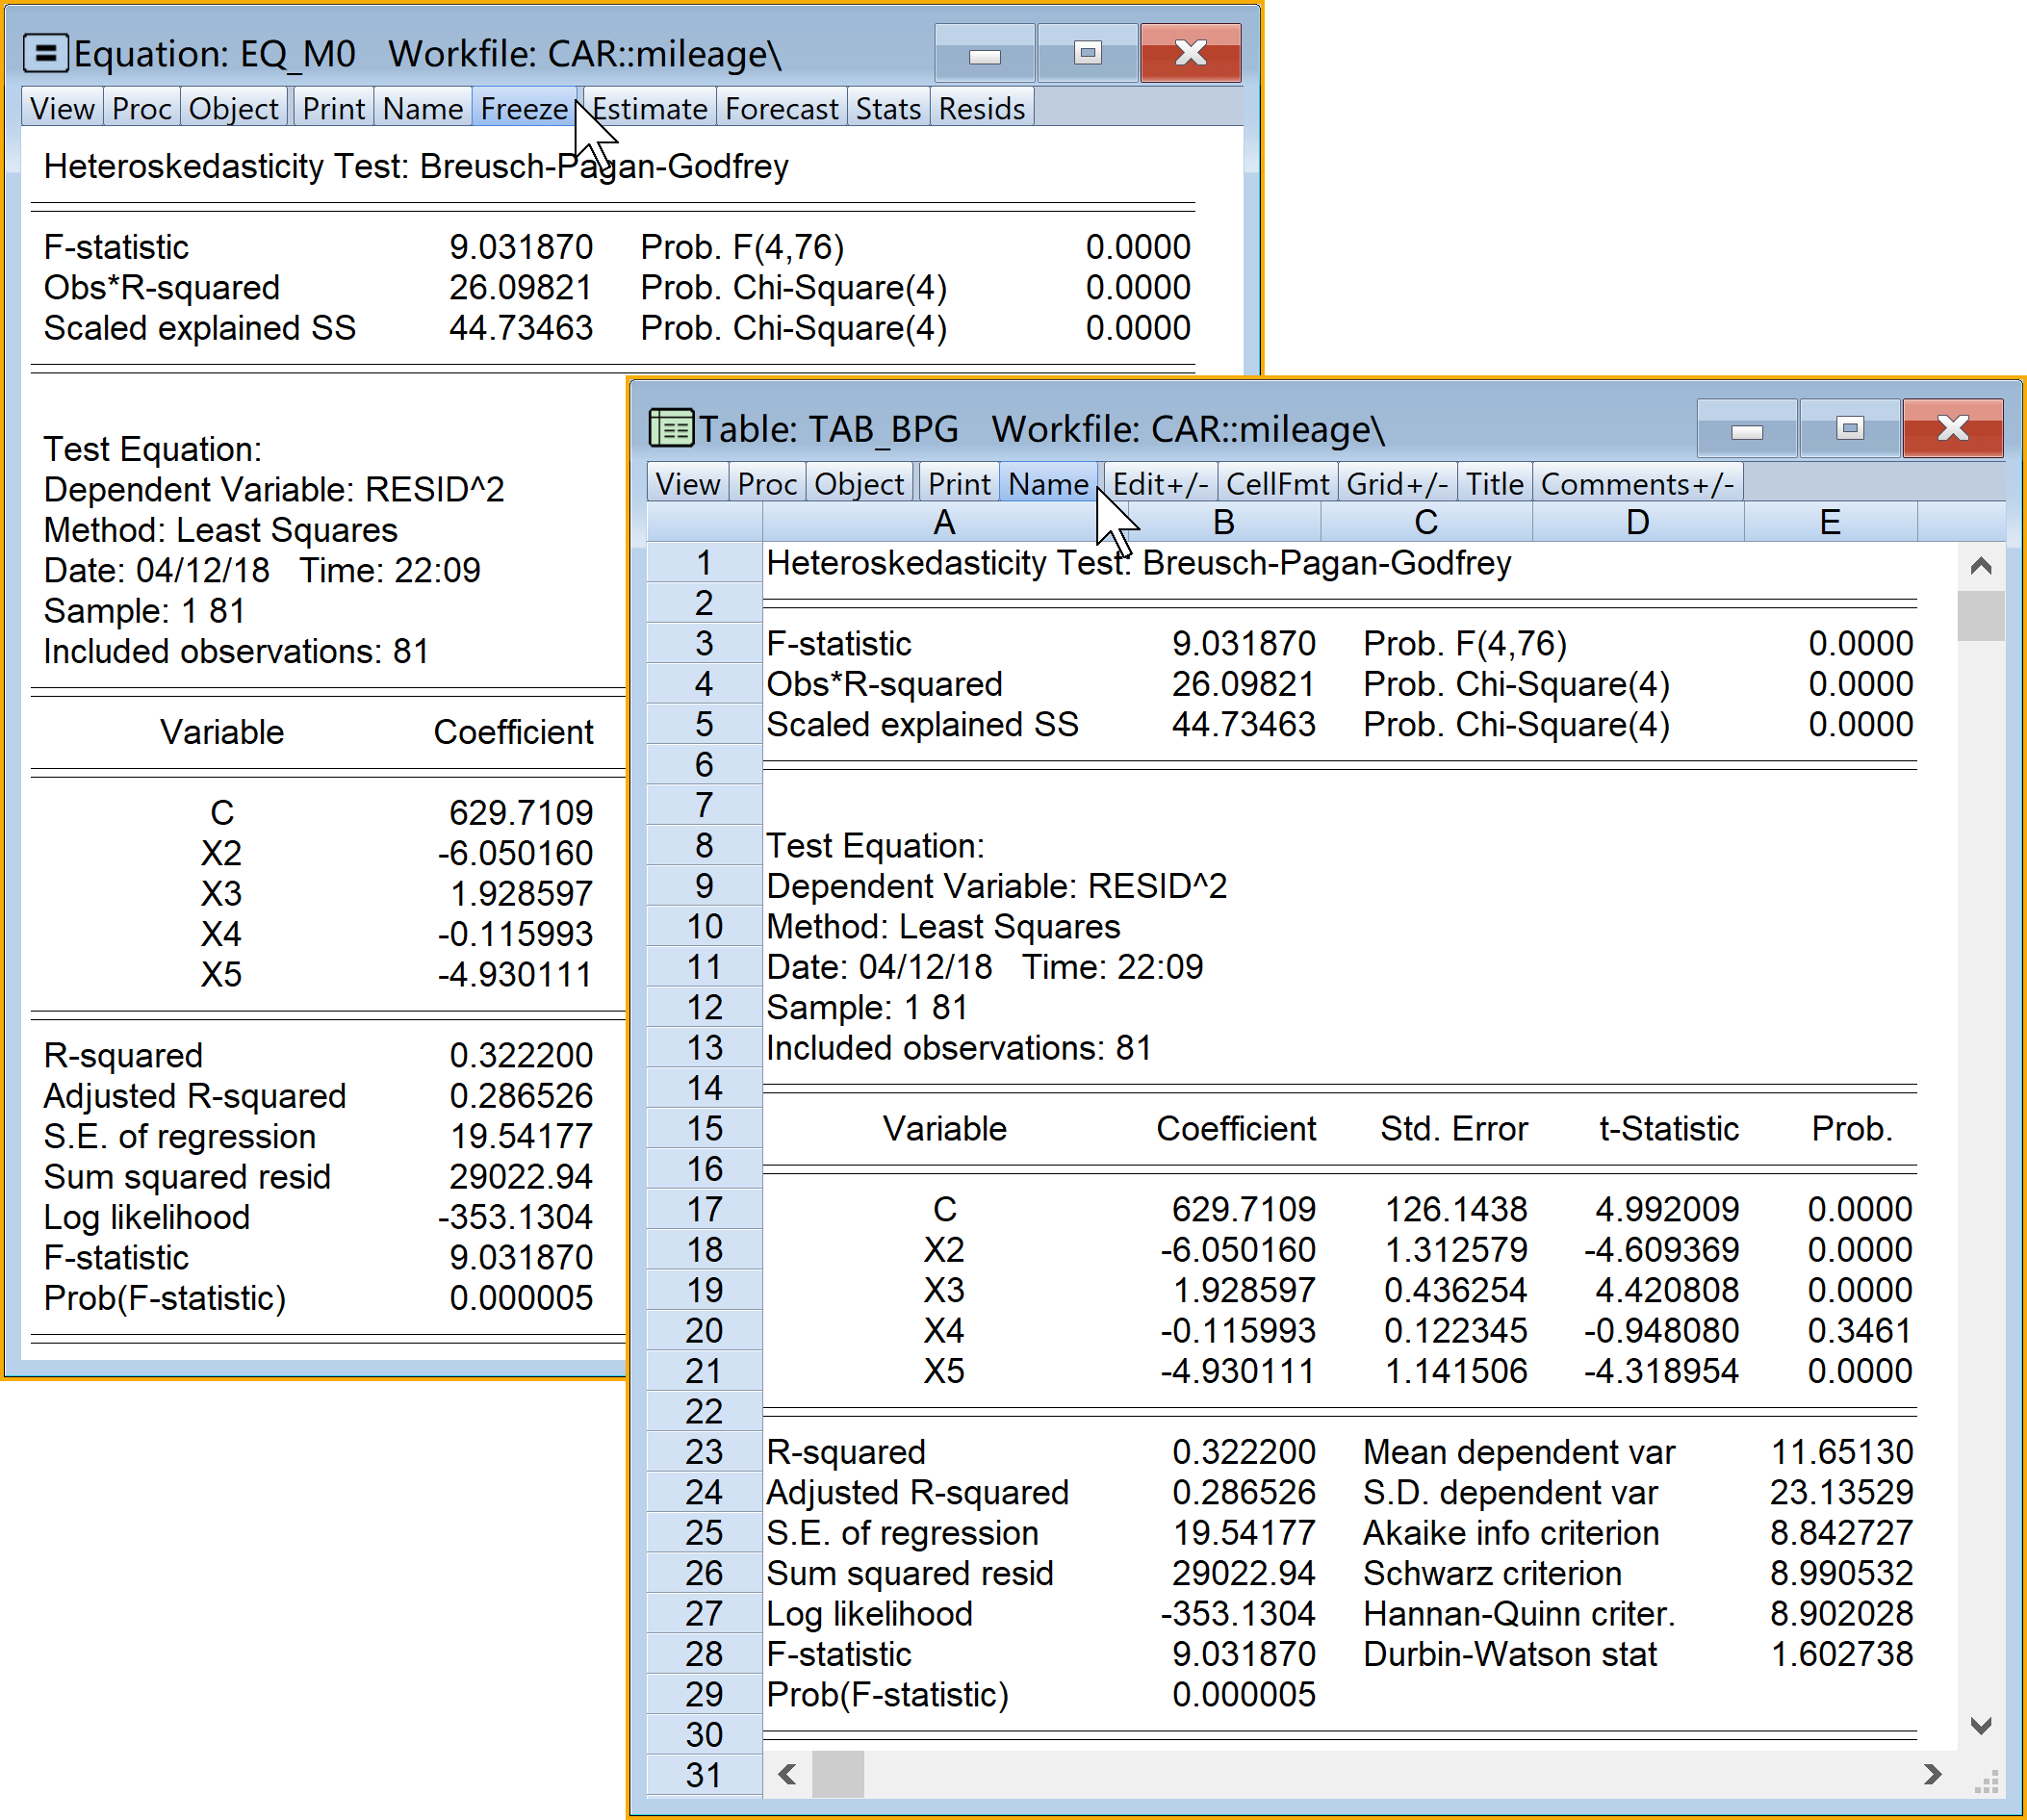 Equation: EQ_M0 Workfile: CAR::mileage\
View Proc Object Print Name Freeze Estimate Forecast Stats Resids
Heteroskedasticity Test: Breusch-Pagan-Godfrey
F-statistic 9.031870 Prob. F(4,76) 0.0000
Obs*R-squared 26.09821 Prob. Chi-Square(4) 0.0000
Scaled explained SS 44.73463 Prob. Chi-Square(4) 0.0000
Test Equation:
Dependent Variable: RESID^2
Method: Least Squares
Date: 04/12/18 Time: 22:09
Sample: 1 81
Included observations: 81
Variable Coefficient
C 629.7109
X2 -6.050160
X3 1.928597
X4 -0.115993
X5 -4.930111
R-squared 0.322200
Adjusted R-squared 0.286526
S.E. of regression 19.54177
Sum squared resid 29022.94
Log likelihood -353.1304
F-statistic 9.031870
Prob(F-statistic) 0.000005
Table: TAB_BPG Workfile: CAR::mileage\
View Proc Object Print Name Edit+/- CellFmt Grid+/- Title Comments+/-
A B C D E
1 Heteroskedasticity Test: Breusch-Pagan-Godfrey
2
3 F-statistic 9.031870 Prob. F(4,76) 0.0000
4 Obs*R-squared 26.09821 Prob. Chi-Square(4) 0.0000
5 Scaled explained SS 44.73463 Prob. Chi-Square(4) 0.0000
6
7
8 Test Equation:
9 Dependent Variable: RESID^2
10 Method: Least Squares
11 Date: 04/12/18 Time: 22:09
12 Sample: 1 81
13 Included observations: 81
14
15 Variable Coefficient Std. Error t-Statistic Prob.
16
17 C 629.7109 126.1438 4.992009 0.0000
18 X2 -6.050160 1.312579 -4.609369 0.0000
19 X3 1.928597 0.436254 4.420808 0.0000
20 X4 -0.115993 0.122345 -0.948080 0.3461
21 X5 -4.930111 1.141506 -4.318954 0.0000
22
23 R-squared 0.322200 Mean dependent var 11.65130
24 Adjusted R-squared 0.286526 S.D. dependent var 23.13529
25 S.E. of regression 19.54177 Akaike info criterion 8.842727
26 Sum squared resid 29022.94 Schwarz criterion 8.990532
27 Log likelihood -353.1304 Hannan-Quinn criter. 8.902028
28 F-statistic 9.031870 Durbin-Watson stat 1.602738
29 Prob(F-statistic) 0.000005
30
31